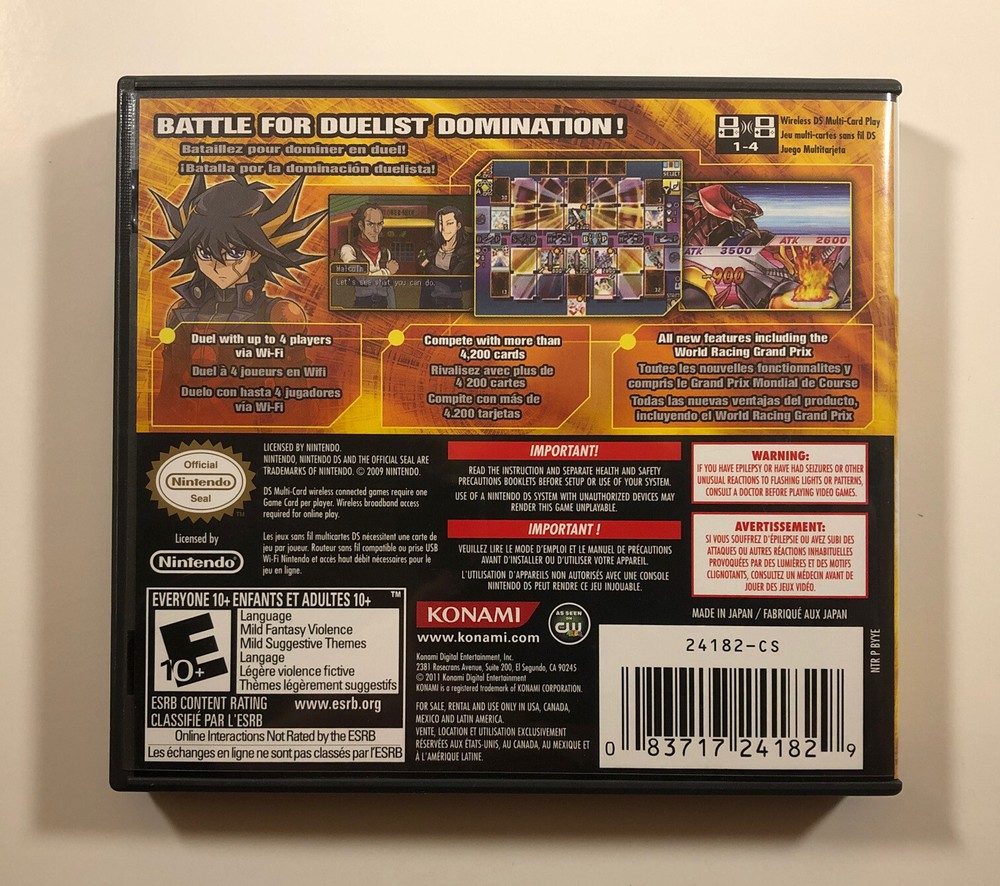 BATTLE FOR DUELIST DOMINATION!
Bataillez pour dominer en duel!
¡Batalla por la dominación duelista!
1-4
Wireless DS Multi-Card Play
Jeu multi-cartes sans fil DS
Juego Multitarjeta
Malcolm
Let's see what you can do.
SELECT
ATK 3500
ATK 2600
-900
Duel with up to 4 players
via Wi-Fi
Duel à 4 joueurs en Wifi
Duelo con hasta 4 jugadores
via Wi-Fi
Compete with more than
4,200 cards
Rivalisez avec plus de
4 200 cartes
Compite con más de
4.200 tarjetas
All new features including the
World Racing Grand Prix
Toutes les nouvelles fonctionnalites y
compris le Grand Prix Mondial de Course
Todas las nuevas ventajas del producto,
incluyendo el World Racing Grand Prix
Official
Nintendo
Seal
TM
Licensed by
Nintendo®
LICENSED BY NINTENDO.
NINTENDO, NINTENDO DS AND THE OFFICIAL SEAL ARE
TRADEMARKS OF NINTENDO. © 2009 NINTENDO.
DS Multi-Card wireless connected games require one
Game Card per player. Wireless broadband access
required for online play.
Les jeux sans fil multicartes DS nécessitent une carte de
jeu par joueur. Routeur sans fil compatible ou prise USB
Wi-Fi Nintendo et accès haut débit nécessaires pour le
jeu en ligne.
IMPORTANT!
READ THE INSTRUCTION AND SEPARATE HEALTH AND SAFETY
PRECAUTIONS BOOKLETS BEFORE SETUP OR USE OF YOUR SYSTEM.
USE OF A NINTENDO DS SYSTEM WITH UNAUTHORIZED DEVICES MAY
RENDER THIS GAME UNPLAYABLE.
IMPORTANT !
VEUILLEZ LIRE LE MODE D'EMPLOI ET LE MANUEL DE PRÉCAUTIONS
AVANT D'INSTALLER OU D'UTILISER VOTRE APPAREIL.
L'UTILISATION D'APPAREILS NON AUTORISÉS AVEC UNE CONSOLE
NINTENDO DS PEUT RENDRE CE JEU INJOUABLE.
WARNING:
IF YOU HAVE EPILEPSY OR HAVE HAD SEIZURES OR OTHER
UNUSUAL REACTIONS TO FLASHING LIGHTS OR PATTERNS,
CONSULT A DOCTOR BEFORE PLAYING VIDEO GAMES.
AVERTISSEMENT:
SI VOUS SOUFFREZ D'ÉPILEPSIE OU AVEZ SUBI DES
ATTAQUES OU AUTRES RÉACTIONS INHABITUELLES
PROVOQUÉES PAR DES LUMIÈRES ET DES MOTIFS
CLIGNOTANTS, CONSULTEZ UN MÉDECIN AVANT DE
JOUER DES JEUX VIDÉO.
EVERYONE 10+ ENFANTS ET ADULTES 10+ ™
E
10+
Language
Mild Fantasy Violence
Mild Suggestive Themes
Langage
Légère violence fictive
Thèmes légèrement suggestifs
ESRB CONTENT RATING www.esrb.org
CLASSIFIÉ PAR L'ESRB
Online Interactions Not Rated by the ESRB
Les échanges en ligne ne sont pas classés par l'ESRB
KONAMI
www.konami.com
AS SEEN ON
CW
Konami Digital Entertainment, Inc.
2381 Rosecrans Avenue, Suite 200, El Segundo, CA 90245
© 2011 Konami Digital Entertainment
KONAMI is a registered trademark of KONAMI CORPORATION.
FOR SALE, RENTAL AND USE ONLY IN USA, CANADA,
MEXICO AND LATIN AMERICA.
VENTE, LOCATION ET UTILISATION EXCLUSIVEMENT
RÉSERVÉES AUX ÉTATS-UNIS, AU CANADA, AU MEXIQUE ET
À L'AMÉRIQUE LATINE.
MADE IN JAPAN / FABRIQUÉ AUX JAPAN
24182-CS
0 83717 24182 9
NTR P BYYE